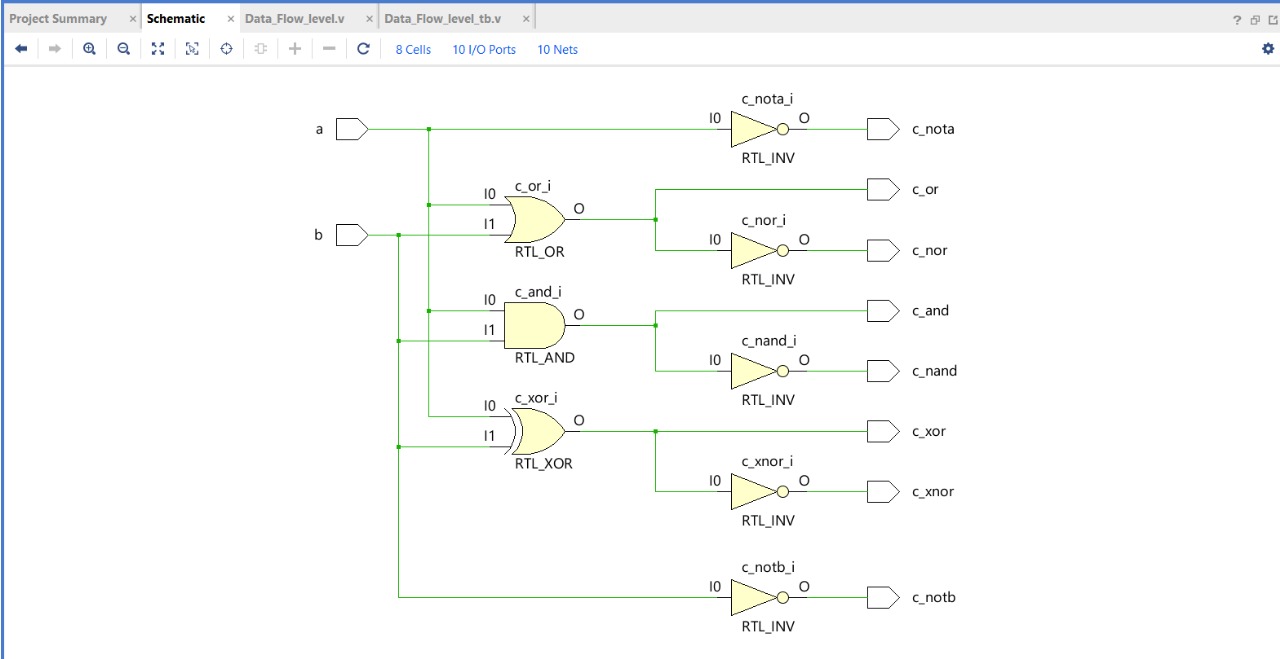 Project Summary × Schematic × Data_Flow_level.v × Data_Flow_level_tb.v ×
?
8 Cells 10 I/O Ports 10 Nets
c_nota_i
a I0 O c_nota
RTL_INV
c_or_i
I0 O c_or
I1
c_nor_i
b I0 O c_nor
RTL_OR
RTL_INV
c_and_i
I0 O c_and
I1
c_nand_i
RTL_AND I0 O c_nand
RTL_INV
c_xor_i
I0 O c_xor
I1
RTL_XOR c_xnor_i
I0 O c_xnor
RTL_INV
c_notb_i
I0 O c_notb
RTL_INV